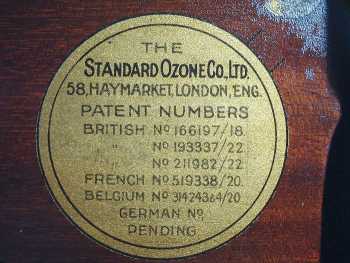 THE
STANDARD OZONE CO., LTD.
58, HAYMARKET, LONDON, ENG.
PATENT NUMBERS
BRITISH No 166197/18.
" No 193337/22.
" No 211982/22.
FRENCH No 519338/20.
BELGIUM No 31424364/20.
GERMAN No
PENDING